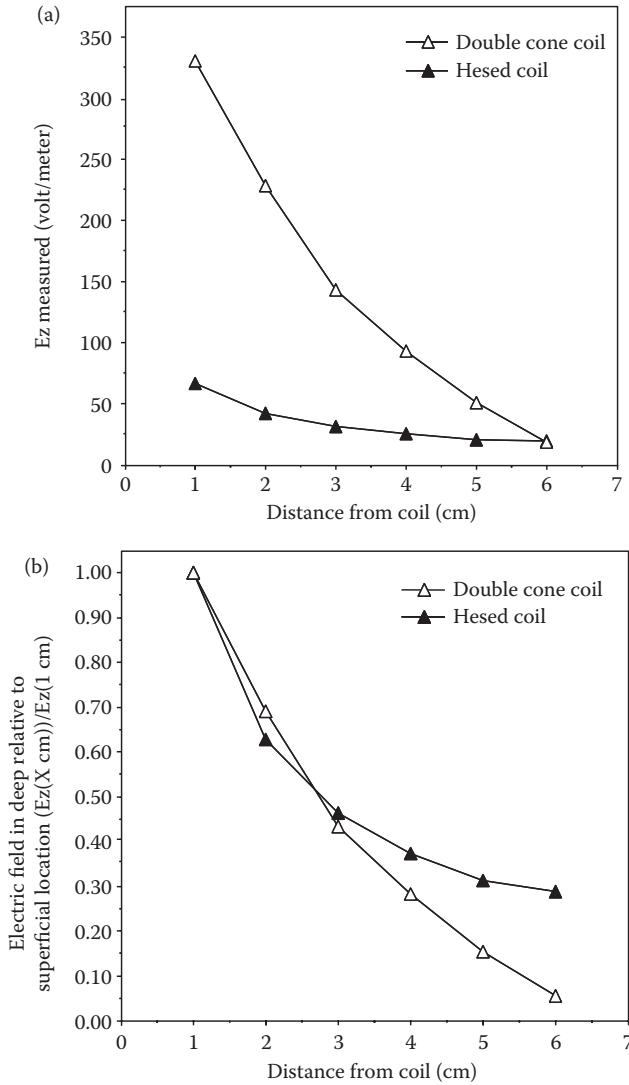 (a)
350
300
250
200
150
100
50
0
Ez measured (volt/meter)
Double cone coil
Hesed coil
0 1 2 3 4 5 6 7
Distance from coil (cm)
(b)
1.00
0.90
0.80
0.70
0.60
0.50
0.40
0.30
0.20
0.10
0.00
Electric field in deep relative to
superficial location (Ez(X cm))/Ez(1 cm)
Double cone coil
Hesed coil
0 1 2 3 4 5 6 7
Distance from coil (cm)